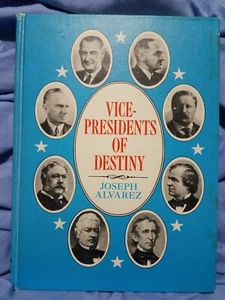 VICE-
PRESIDENTS
OF
DESTINY
JOSEPH
ALVAREZ